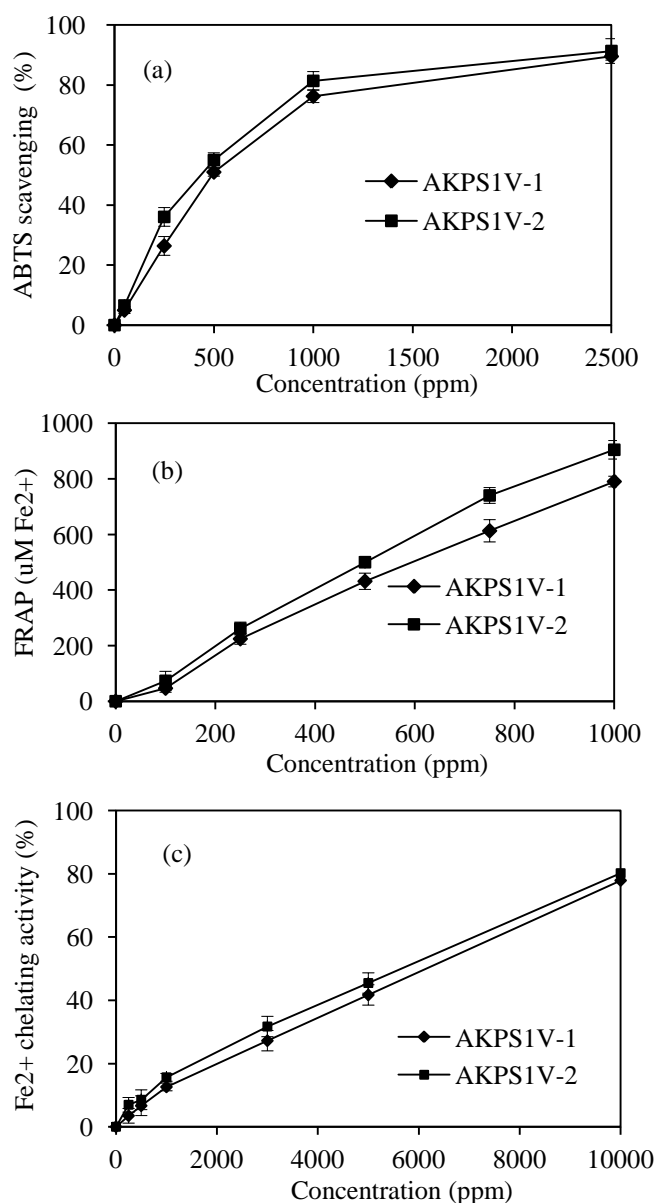 100
80
60
40
20
0
ABTS scavenging (%)
(a)
AKPS1V-1
AKPS1V-2
0 500 1000 1500 2000 2500
Concentration (ppm)
1000
800
600
400
200
0
FRAP (uM Fe2+)
(b)
AKPS1V-1
AKPS1V-2
0 200 400 600 800 1000
Concentration (ppm)
100
80
60
40
20
0
Fe2+ chelating activity (%)
(c)
AKPS1V-1
AKPS1V-2
0 2000 4000 6000 8000 10000
Concentration (ppm)